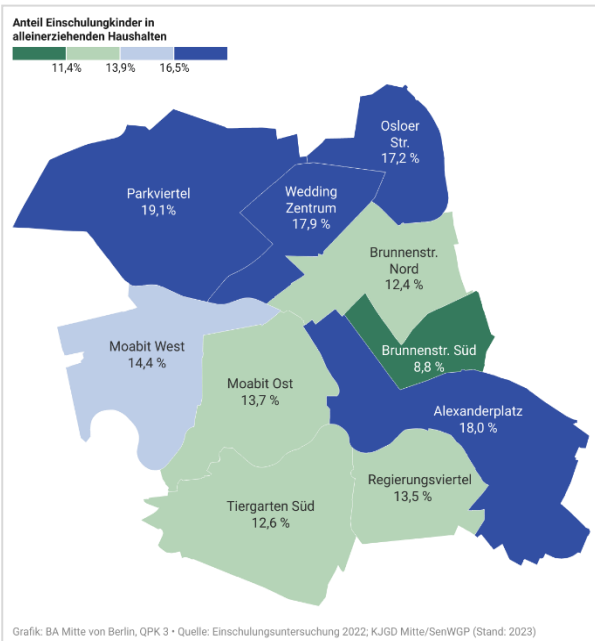 Anteil Einschulungkinder in
alleinerziehenden Haushalten
11,4% 13,9% 16,5%
Osloer
Str.
17,2 %
Parkviertel
19,1%
Wedding
Zentrum
17,9 %
Brunnenstr.
Nord
12,4 %
Moabit West
14,4 %
Brunnenstr. Süd
8,8 %
Moabit Ost
13,7 %
Alexanderplatz
18,0 %
Regierungsviertel
13,5 %
Tiergarten Süd
12,6 %
Grafik: BA Mitte von Berlin, QPK 3 • Quelle: Einschulungsuntersuchung 2022; KJGD Mitte/SenWGP (Stand: 2023)